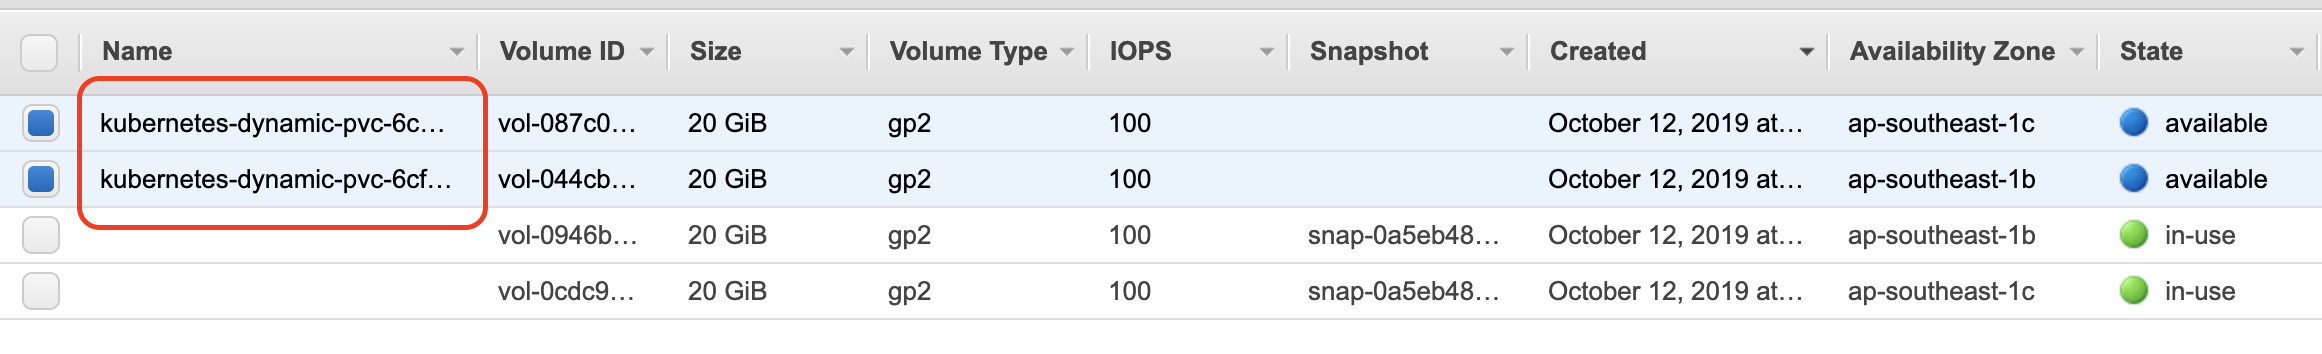 Name Volume ID Size Volume Type IOPS Snapshot Created Availability Zone State
kubernetes-dynamic-pvc-6c... vol-087c0... 20 GiB gp2 100 October 12, 2019 at... ap-southeast-1c available
kubernetes-dynamic-pvc-6cf... vol-044cb... 20 GiB gp2 100 October 12, 2019 at... ap-southeast-1b available
vol-0946b... 20 GiB gp2 100 snap-0a5eb48... October 12, 2019 at... ap-southeast-1b in-use
vol-0cdc9... 20 GiB gp2 100 snap-0a5eb48... October 12, 2019 at... ap-southeast-1c in-use